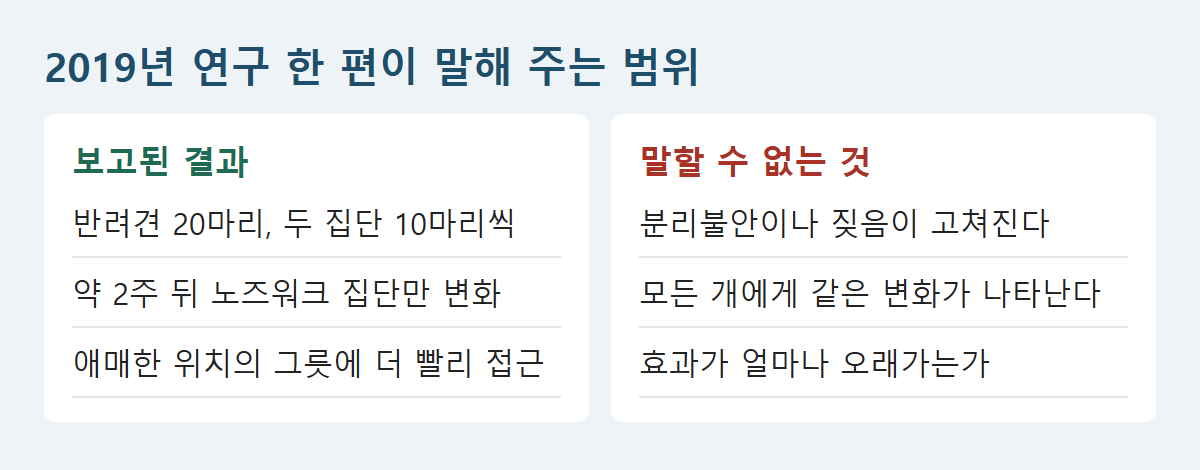 2019년 연구 한 편이 말해 주는 범위
보고된 결과
반려견 20마리, 두 집단 10마리씩
약 2주 뒤 노즈워크 집단만 변화
애매한 위치의 그릇에 더 빨리 접근
말할 수 없는 것
분리불안이나 짖음이 고쳐진다
모든 개에게 같은 변화가 나타난다
효과가 얼마나 오래가는가